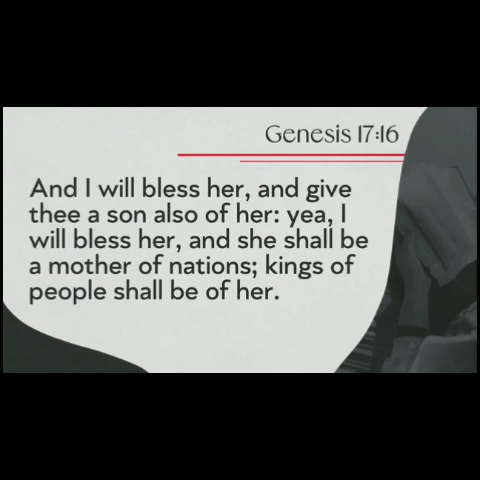 Genesis 17:16
And I will bless her, and give
thee a son also of her: yea, I
will bless her, and she shall be
a mother of nations; kings of
people shall be of her.